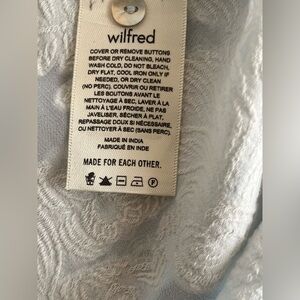 wilfred
COVER OR REMOVE BUTTONS
BEFORE DRY CLEANING, HAND
WASH COLD, DO NOT BLEACH,
DRY FLAT, COOL IRON ONLY IF
NEEDED, OR DRY CLEAN
(NO PERC). COUVRIR OU RETIRER
LES BOUTONS AVANT LE
NETTOYAGE À SEC, LAVER À LA
MAIN À L'EAU FROIDE, NE PAS
JAVELISER, SÉCHER À PLAT,
REPASSAGE DOUX SI NÉCESSAIRE,
OU NETTOYER À SEC (SANS PERC).
MADE IN INDIA
FABRIQUÉ EN INDE
MADE FOR EACH OTHER.